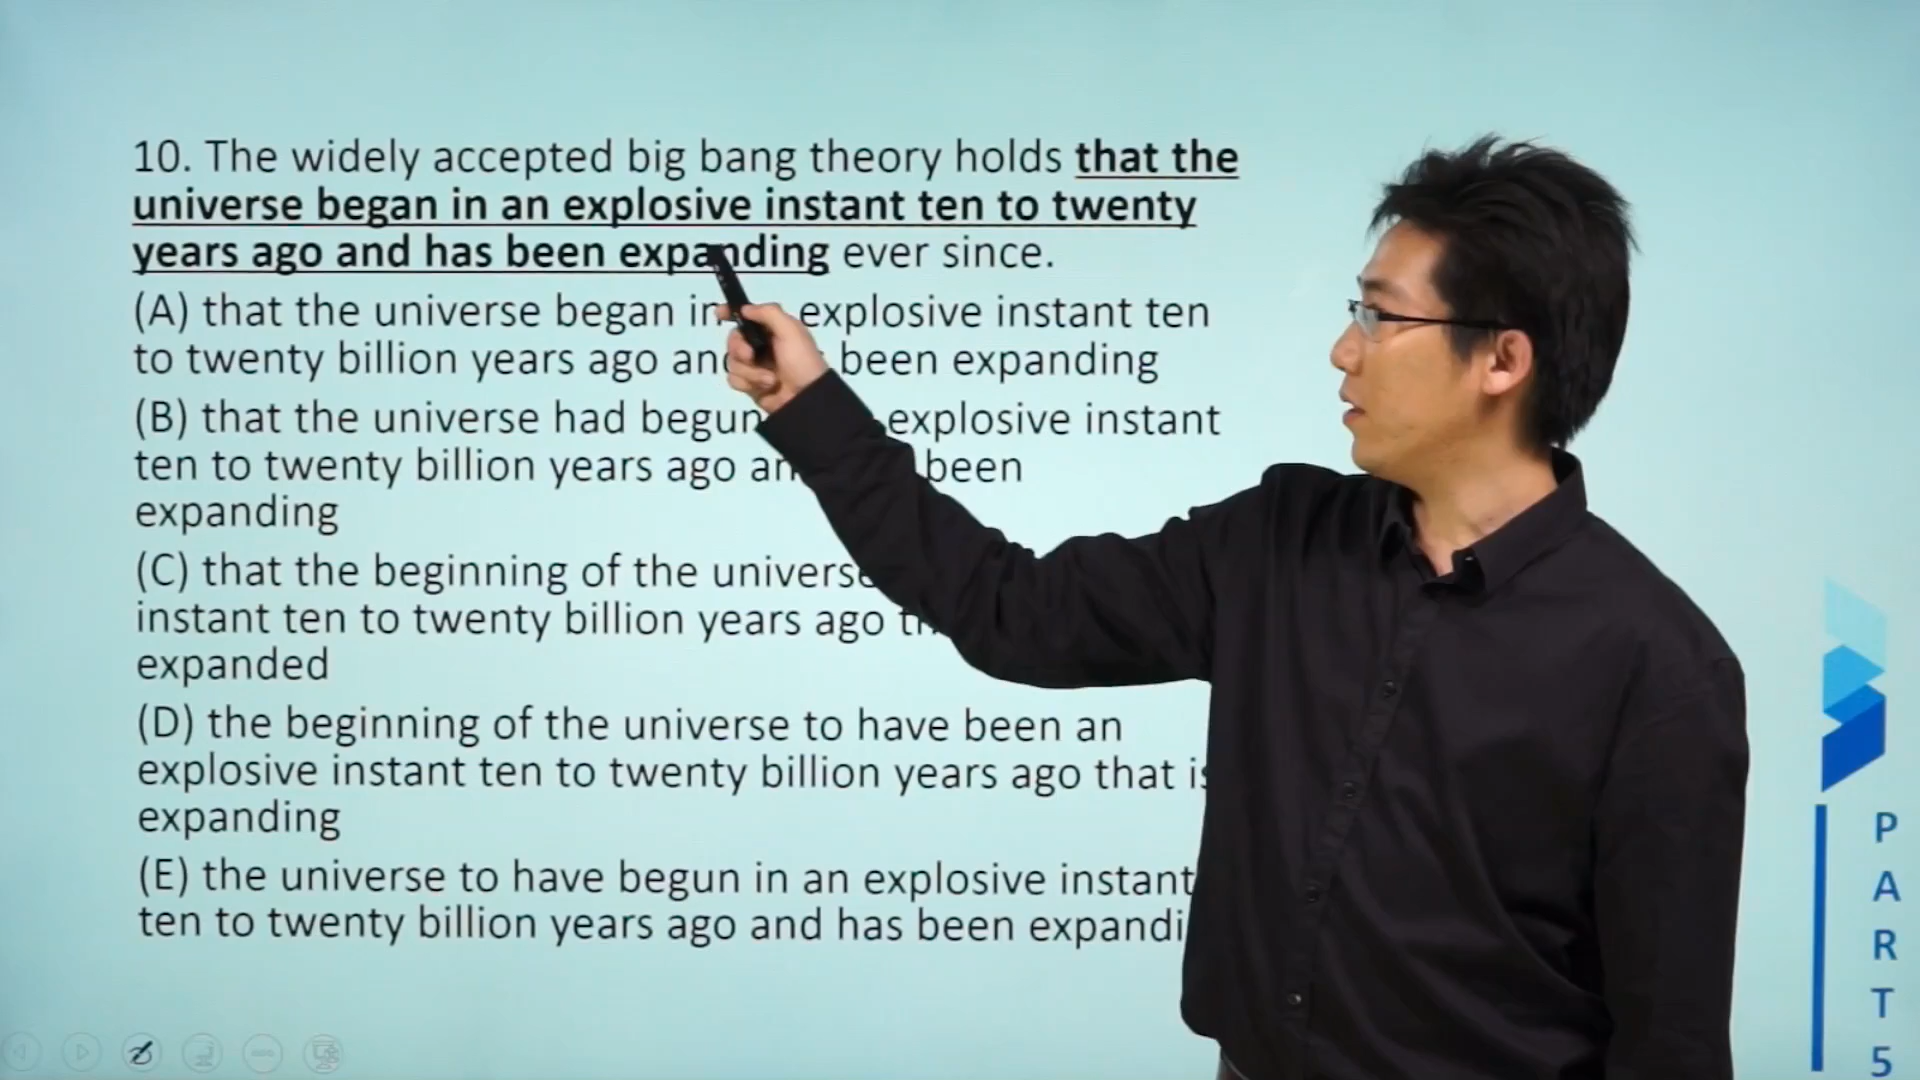 10. The widely accepted big bang theory holds that the
universe began in an explosive instant ten to twenty
years ago and has been expanding ever since.
(A) that the universe began in explosive instant ten
to twenty billion years ago been expanding
(B) that the universe had begun explosive instant
ten to twenty billion years ago been
expanding
(C) that the beginning of the universe
instant ten to twenty billion years ago
expanded
(D) the beginning of the universe to have been an
explosive instant ten to twenty billion years ago that is
expanding
(E) the universe to have begun in an explosive instant
ten to twenty billion years ago and has been
PART5